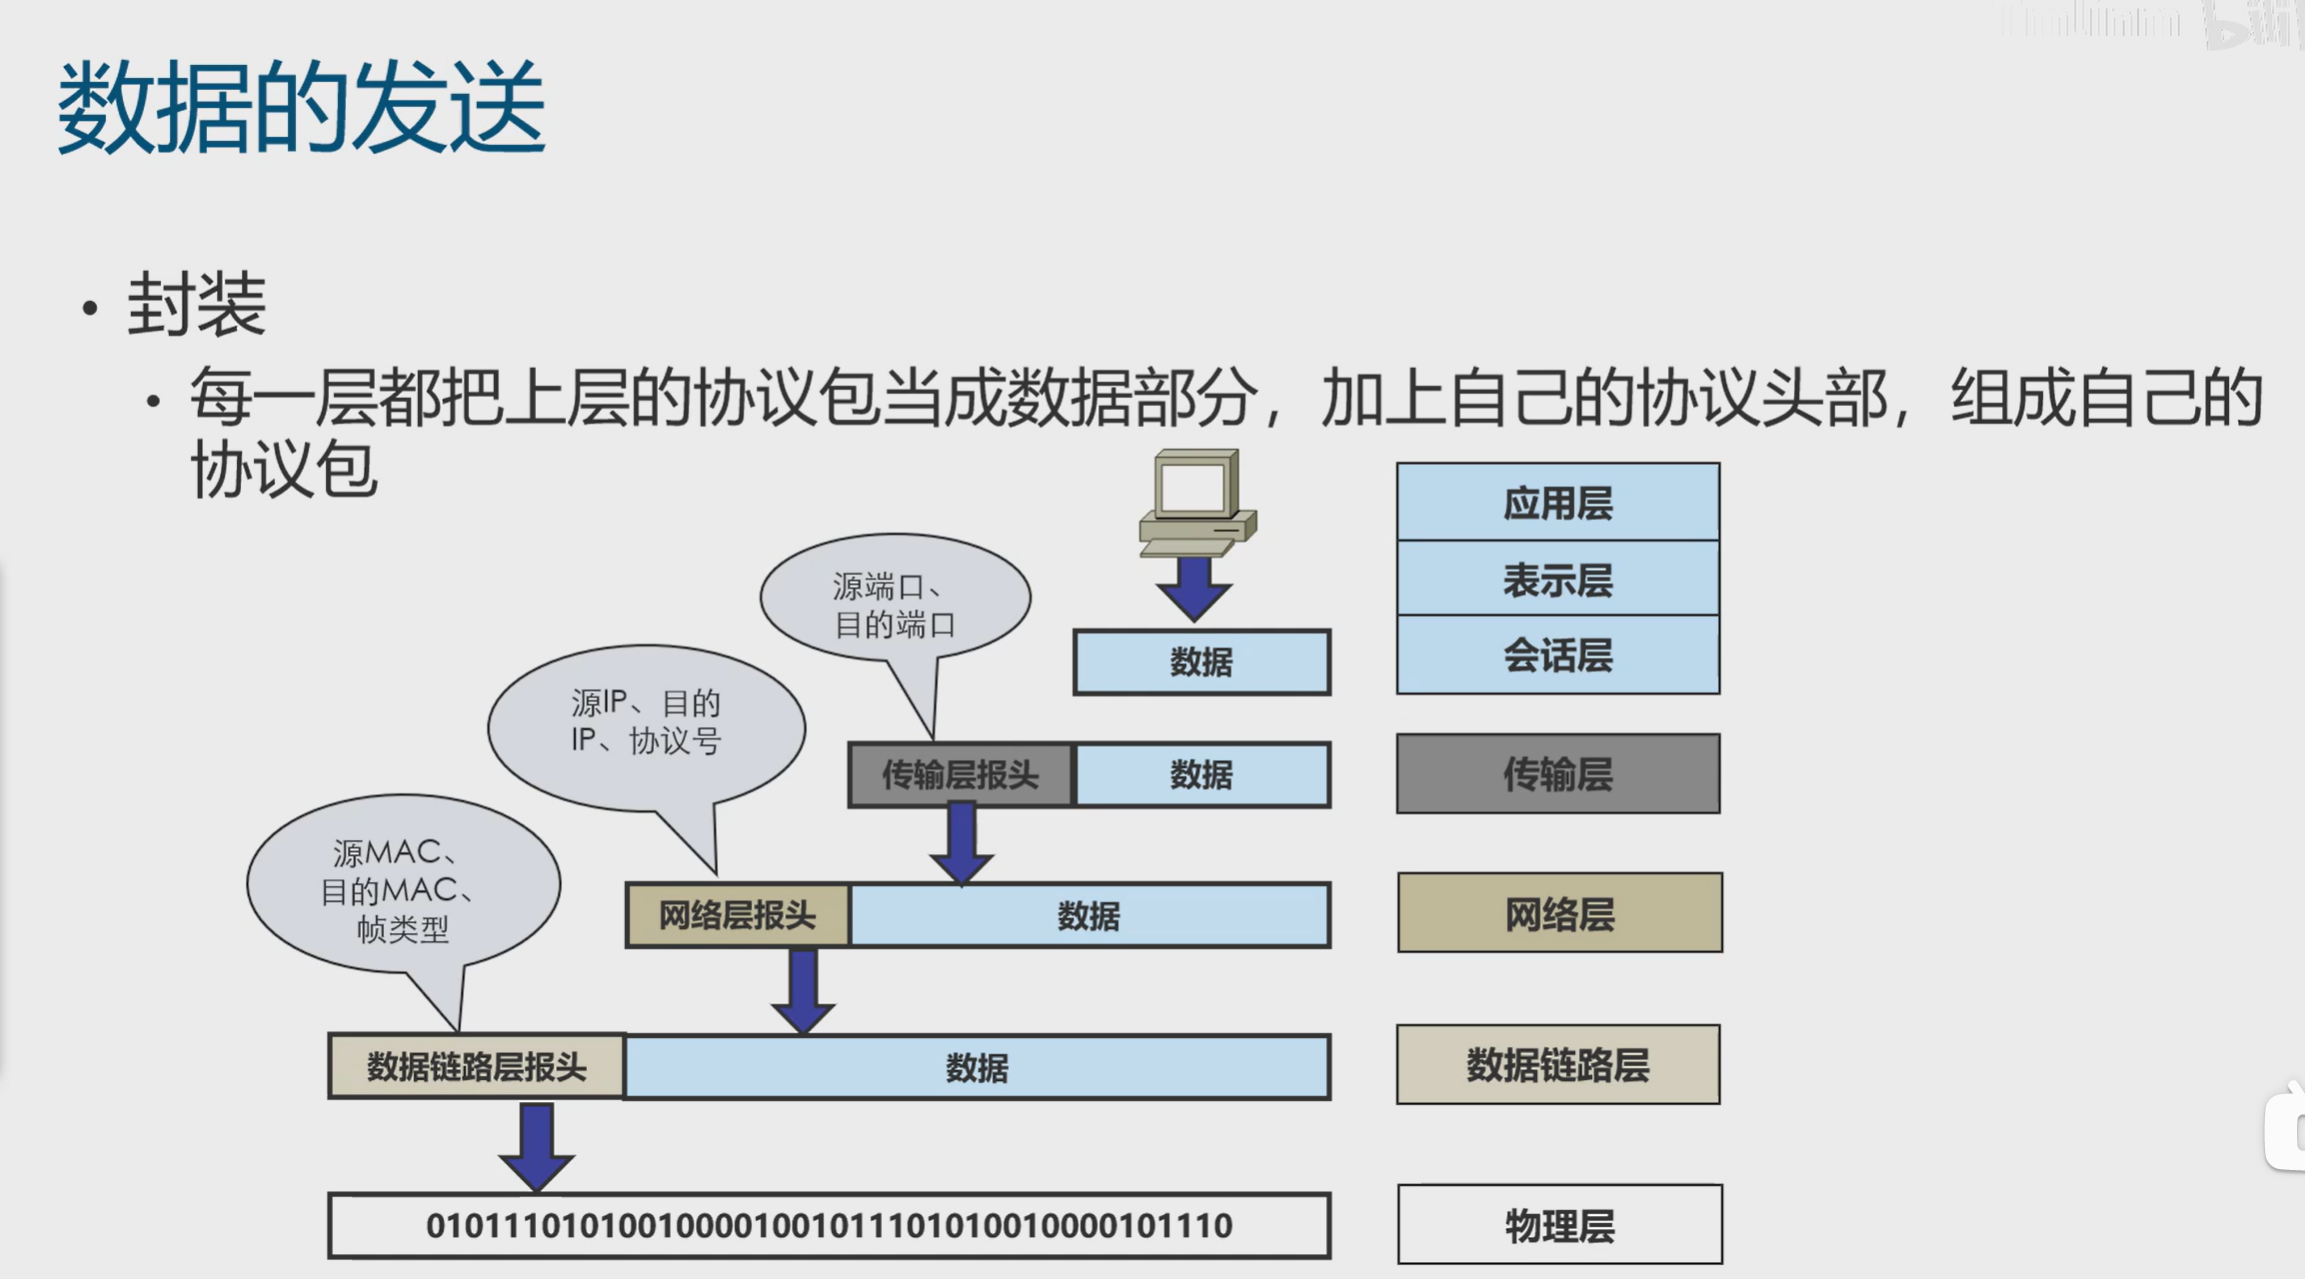 数据的发送
• 封装
• 每一层都把上层的协议包当成数据部分，加上自己的协议头部，组成自己的
协议包
应用层
表示层
会话层
源端口、
目的端口
数据
源IP、目的
IP、协议号
传输层报头
数据
传输层
源MAC、
目的MAC、
帧类型
网络层报头
数据
网络层
数据链路层报头
数据
数据链路层
010111010100100001001011101010010000101110
物理层